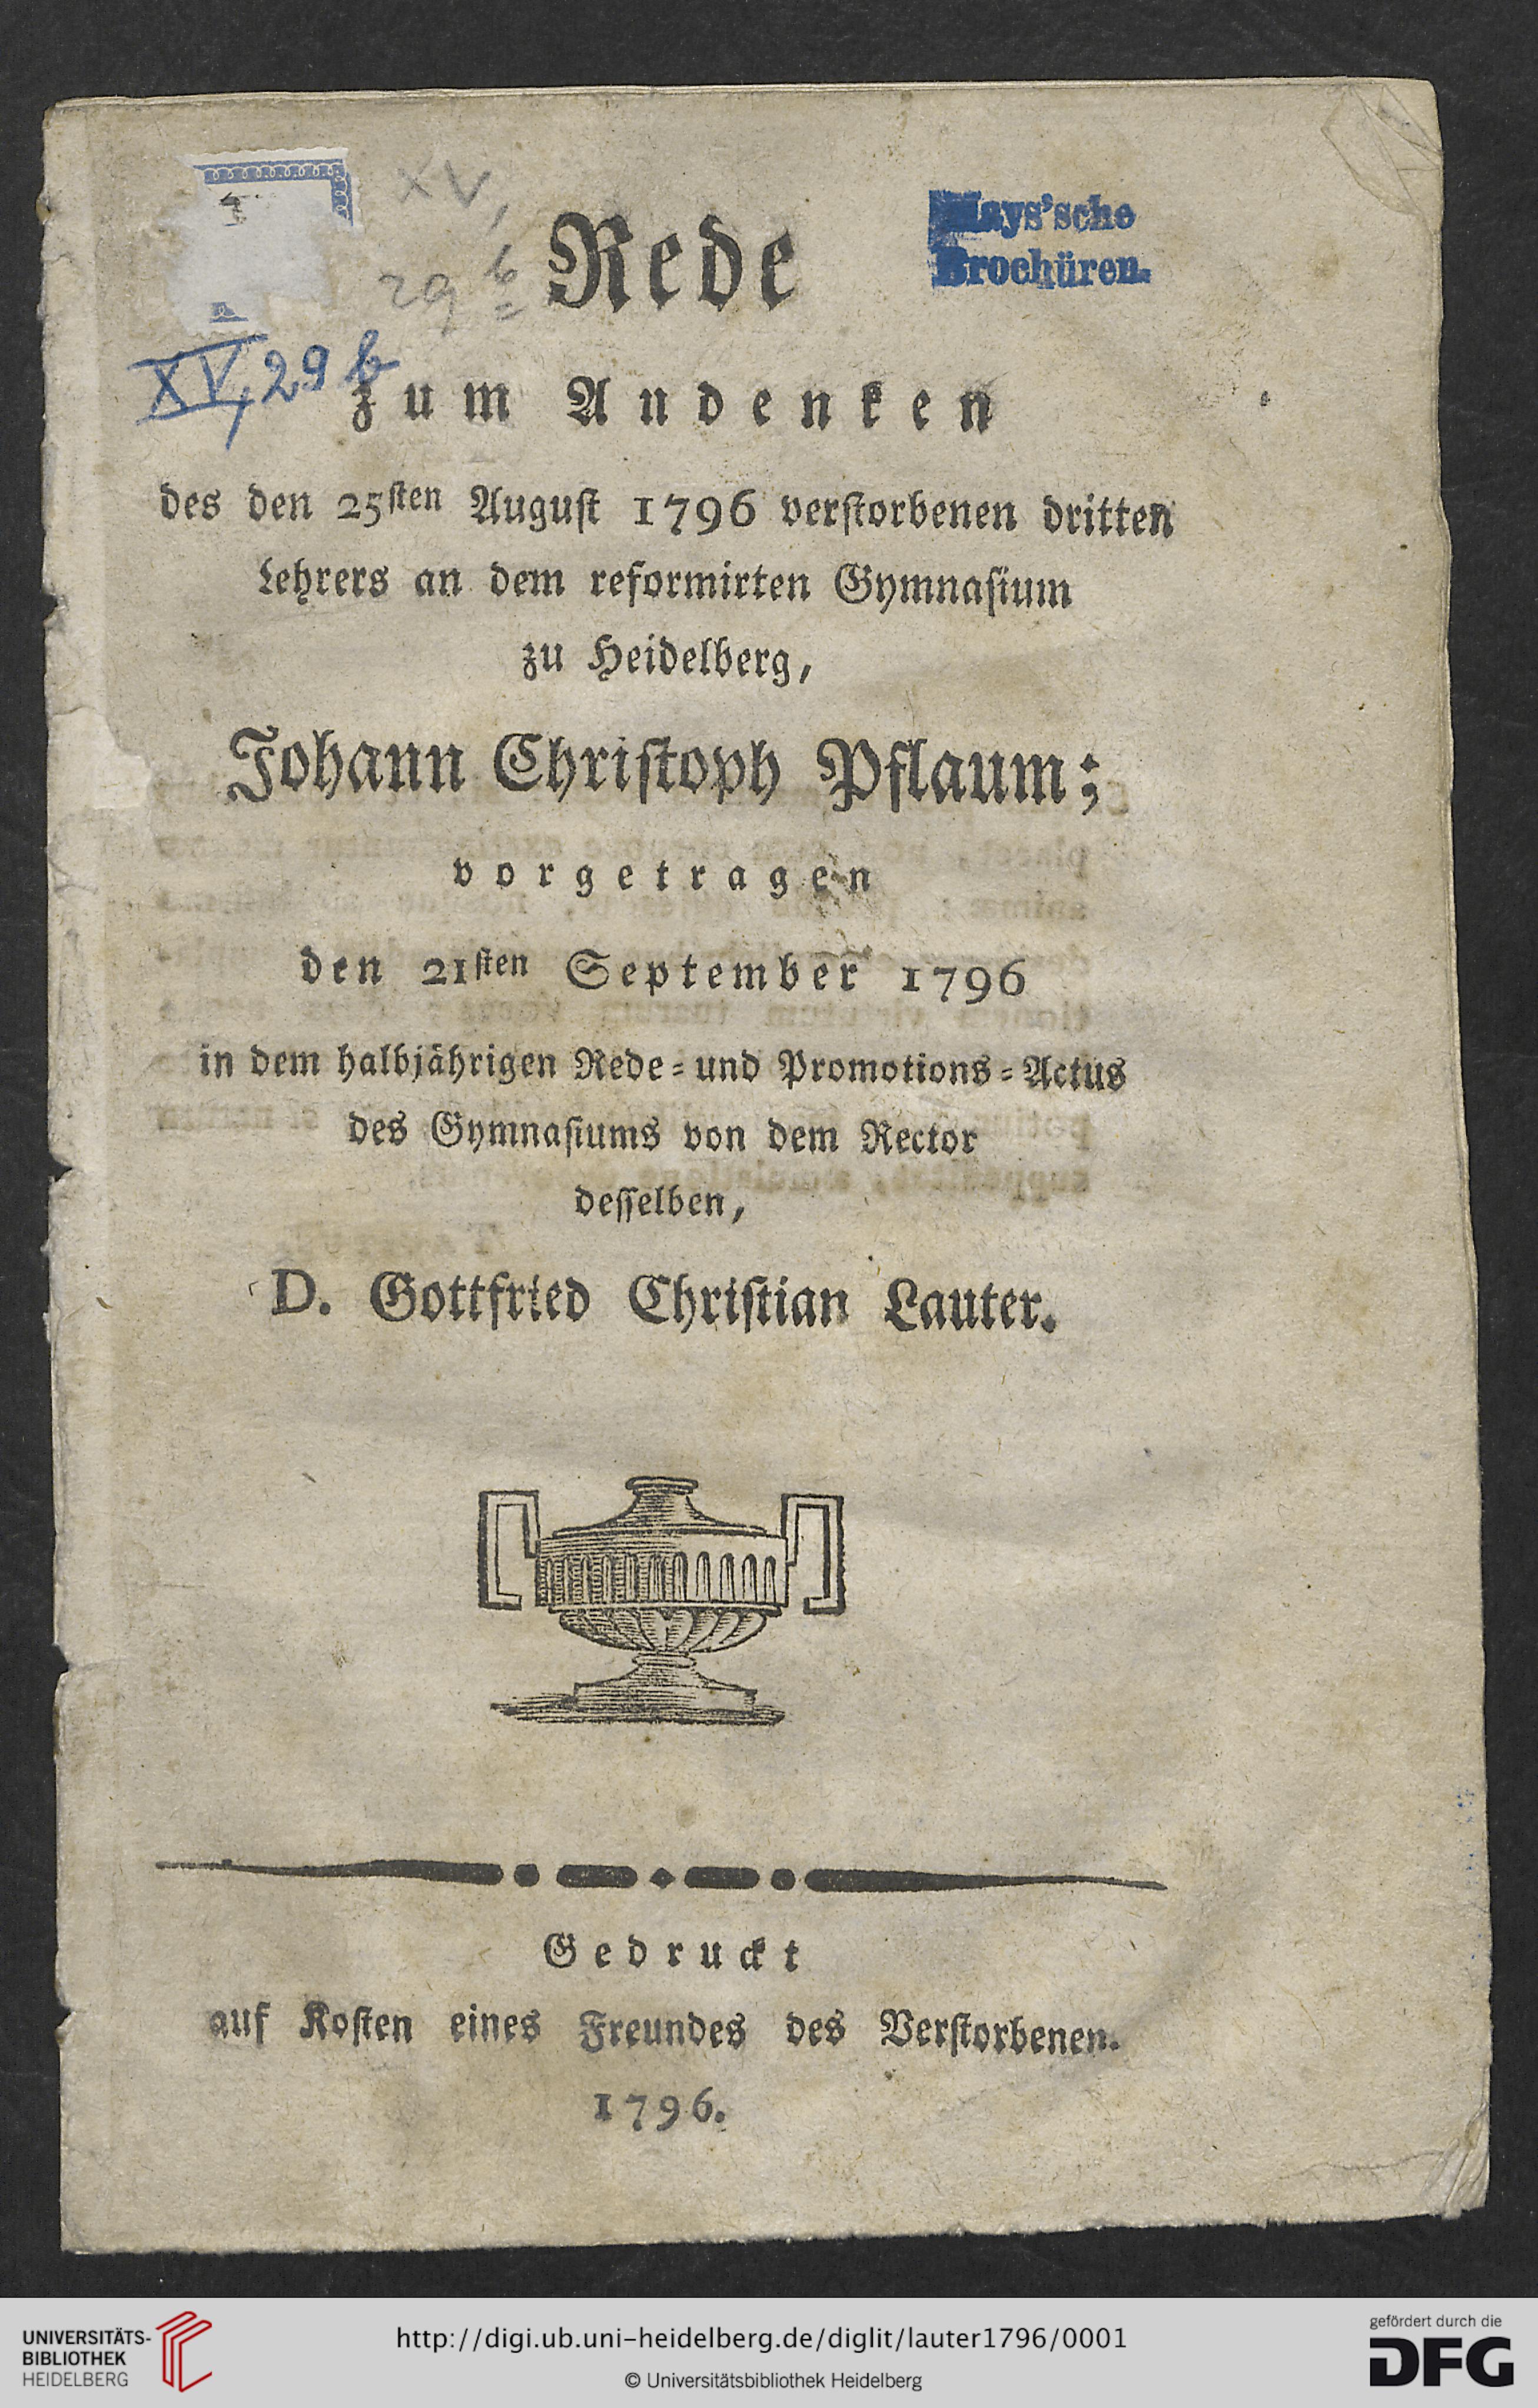 XV,
29 b
Mays'sche
Brochüren.
XV, 29 b
Rede
zum Andenken
des den 25sten August 1796 verstorbenen dritten
Lehrers an dem reformirten Gymnasium
zu Heidelberg,
Johann Christoph Pflaum;
vorgetragen
den 21sten September 1796
in dem halbjährigen Rede= und Promotions=Actus
des Gymnasiums von dem Rector
desselben,
D. Gottfried Christian Lauter.
Gedruckt
auf Kosten eines Freundes des Verstorbenen.
1796.
UNIVERSITÄTS-
BIBLIOTHEK
HEIDELBERG
http://digi.ub.uni-heidelberg.de/diglit/lauter1796/0001
© Universitätsbibliothek Heidelberg
gefördert durch die
DFG